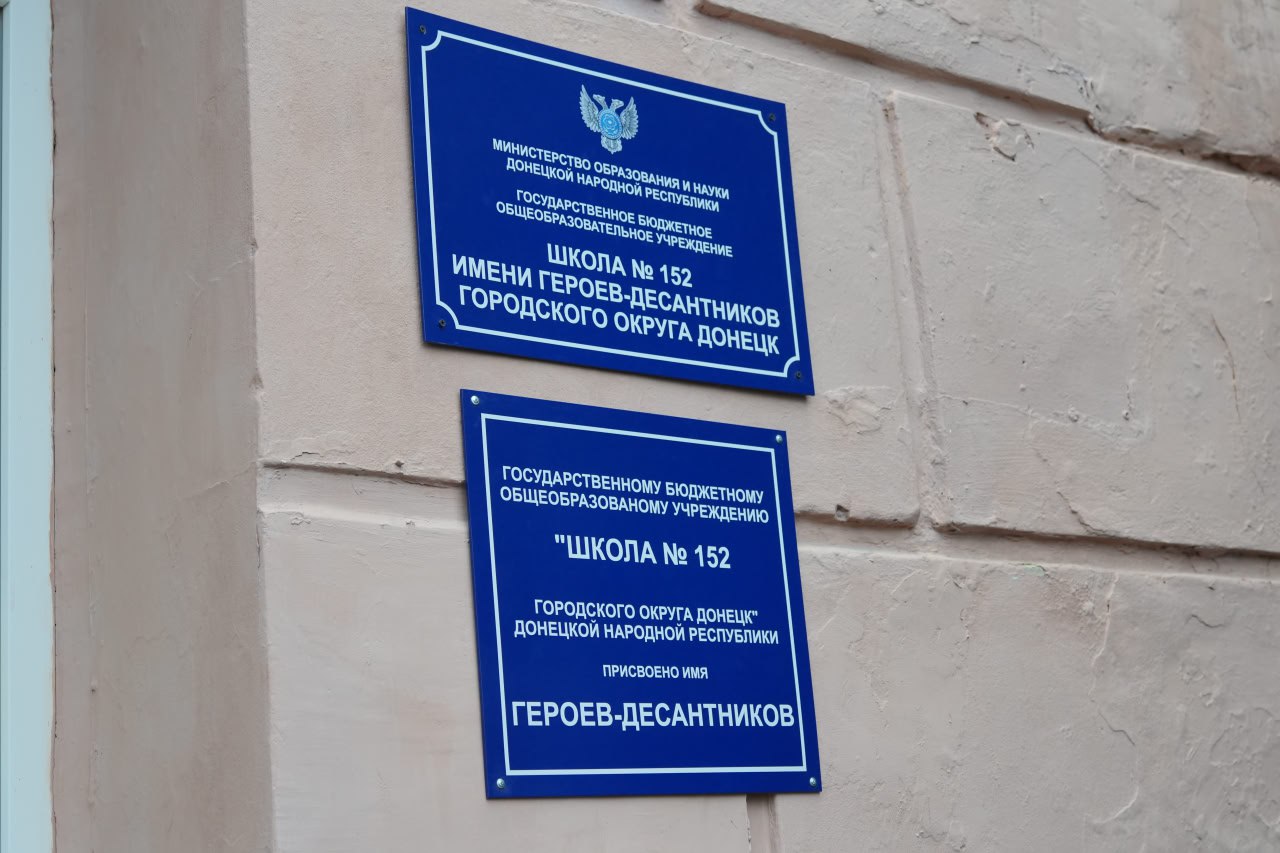 МИНИСТЕРСТВО ОБРАЗОВАНИЯ И НАУКИ
ДОНЕЦКОЙ НАРОДНОЙ РЕСПУБЛИКИ
ГОСУДАРСТВЕННОЕ БЮДЖЕТНОЕ
ОБЩЕОБРАЗОВАТЕЛЬНОЕ УЧРЕЖДЕНИЕ
ШКОЛА № 152
ИМЕНИ ГЕРОЕВ-ДЕСАНТНИКОВ
ГОРОДСКОГО ОКРУГА ДОНЕЦК
ГОСУДАРСТВЕННОМУ БЮДЖЕТНОМУ
ОБЩЕОБРАЗОВАНОМУ УЧРЕЖДЕНИЮ
"ШКОЛА № 152
ГОРОДСКОГО ОКРУГА ДОНЕЦК"
ДОНЕЦКОЙ НАРОДНОЙ РЕСПУБЛИКИ
ПРИСВОЕНО ИМЯ
ГЕРОЕВ-ДЕСАНТНИКОВ